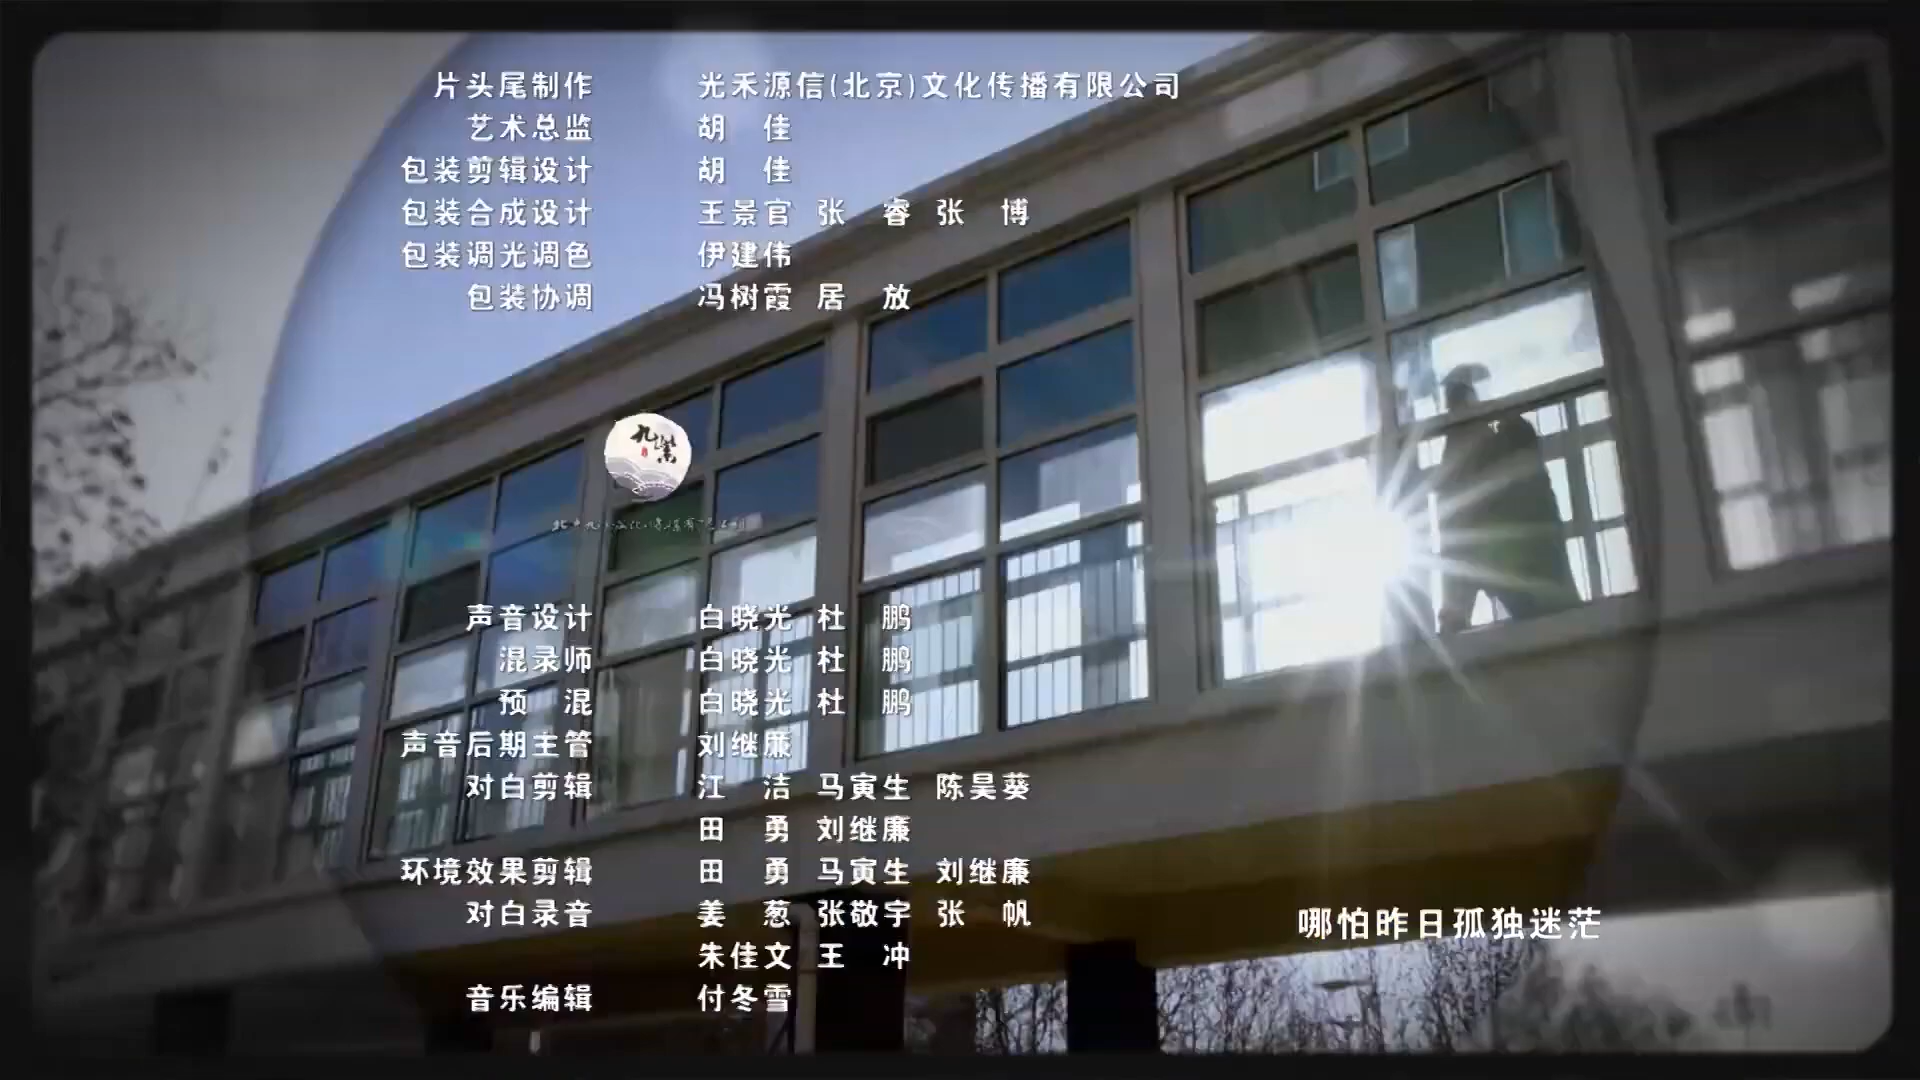 片头尾制作 光禾源信(北京)文化传播有限公司
艺术总监 胡 佳
包装剪辑设计 胡 佳
包装合成设计 王景官 张 睿 张 博
包装调光调色 伊建伟
包装协调 冯树霞 居 放
声音设计 白晓光 杜 鹏
混录师 白晓光 杜 鹏
预 混 白晓光 杜 鹏
声音后期主管 刘继廉
对白剪辑 江 洁 马寅生 陈昊葵
田 勇 刘继廉
环境效果剪辑 田 勇 马寅生 刘继廉
对白录音 姜 葱 张敬宇 张 帆
朱佳文 王 冲
音乐编辑 付冬雪
哪怕昨日孤独迷茫